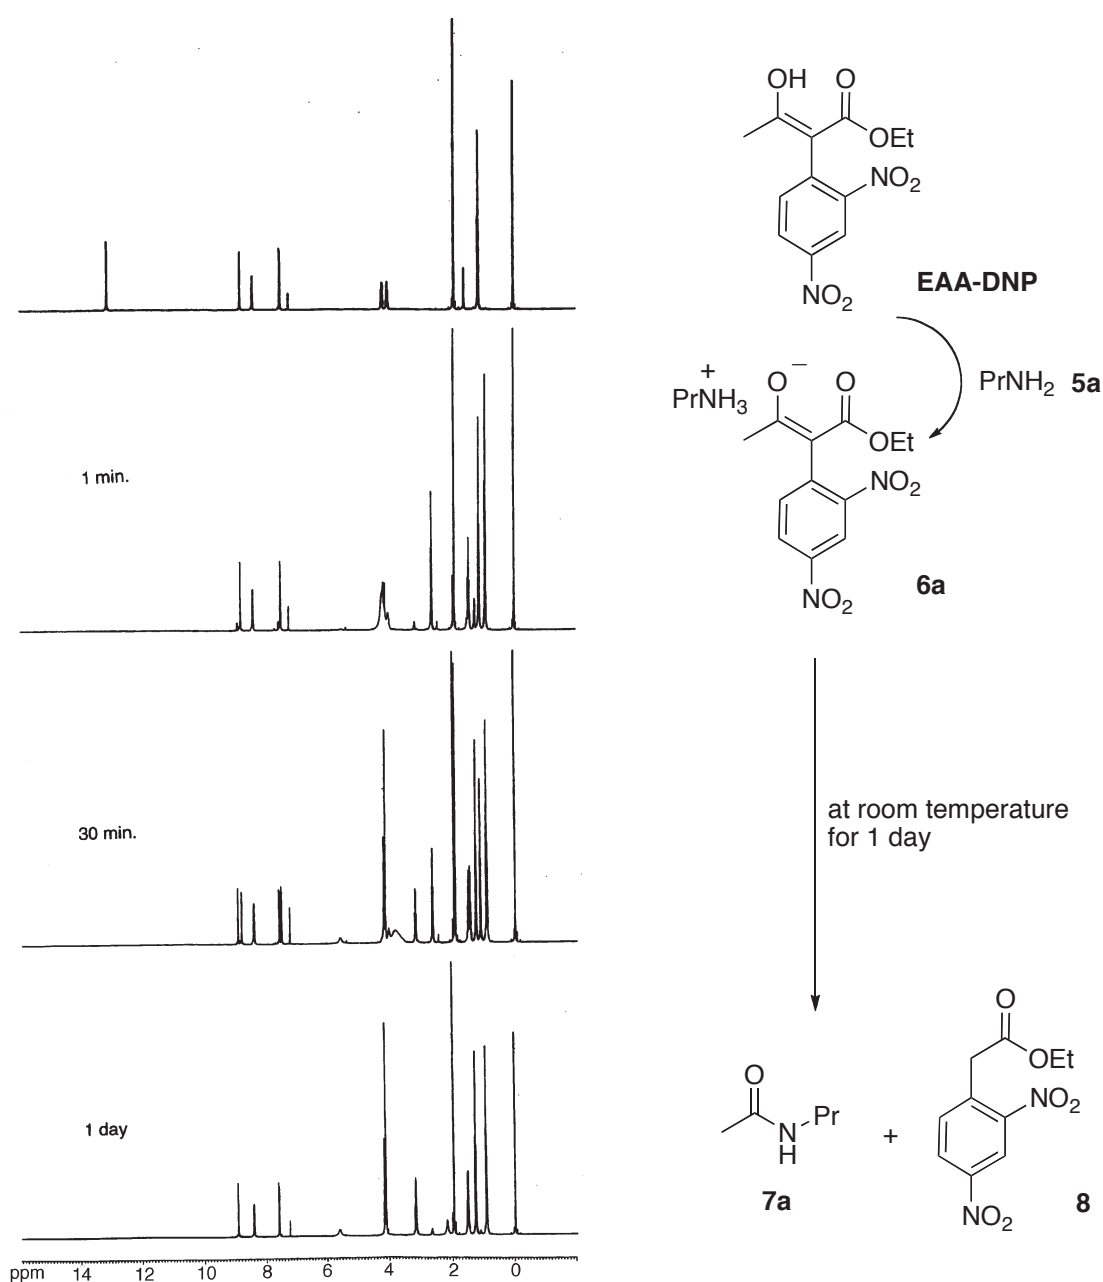 OH
O
OEt
NO2
NO2
EAA-DNP
PrNH2 5a
+
PrNH3
O −
O
OEt
NO2
NO2
6a
1 min.
30 min.
at room temperature
for 1 day
1 day
O
N
H
Pr
7a
+
O
OEt
NO2
NO2
8
ppm 14 12 10 8 6 4 2 0